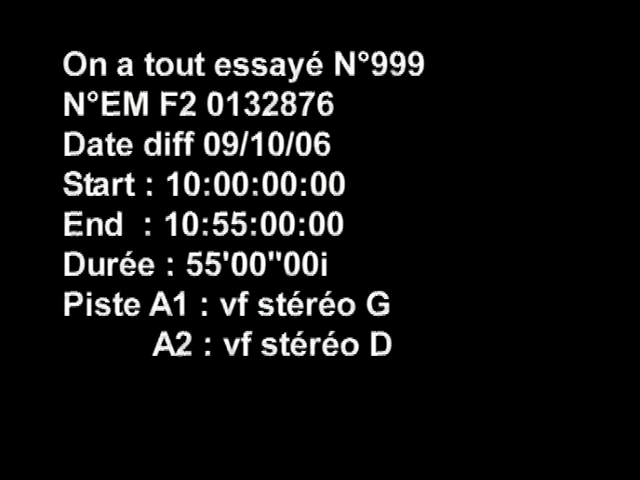 On a tout essayé N°999
N°EM F2 0132876
Date diff 09/10/06
Start : 10:00:00:00
End : 10:55:00:00
Durée : 55'00"00i
Piste A1 : vf stéréo G
A2 : vf stéréo D